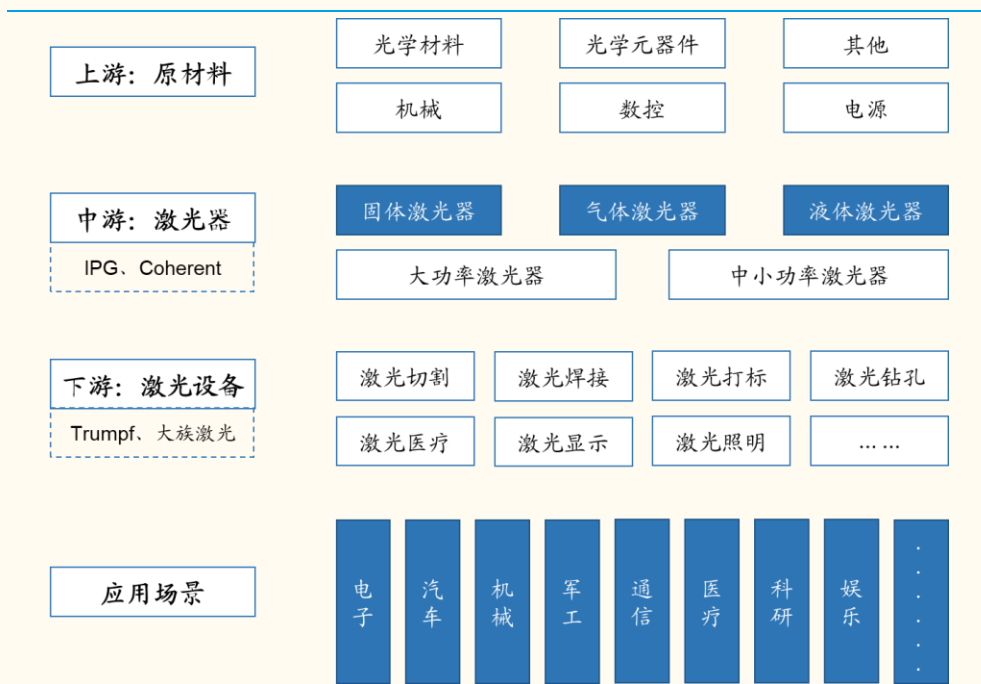 光学材料 光学元器件 其他
上游：原材料
机械 数控 电源
固体激光器 气体激光器 液体激光器
中游：激光器
IPG、Coherent
大功率激光器 中小功率激光器
激光切割 激光焊接 激光打标 激光钻孔
下游：激光设备
Trumpf、大族激光
激光医疗 激光显示 激光照明 ... ...
应用场景
电子 汽车 机械 军工 通信 医疗 科研 娱乐 ......